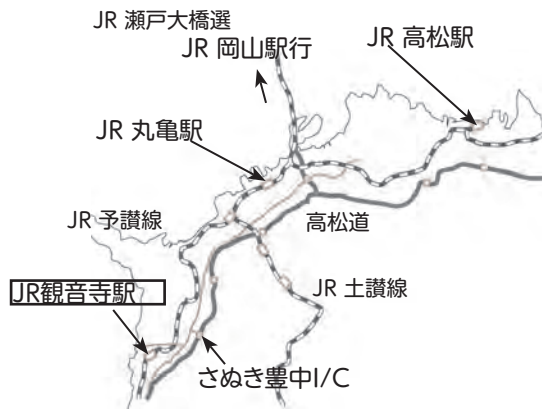 JR 瀬戸大橋選
JR 岡山駅行
JR 高松駅
JR 丸亀駅
JR 予讃線
高松道
JR観音寺駅
JR 土讃線
さぬき豊中I/C